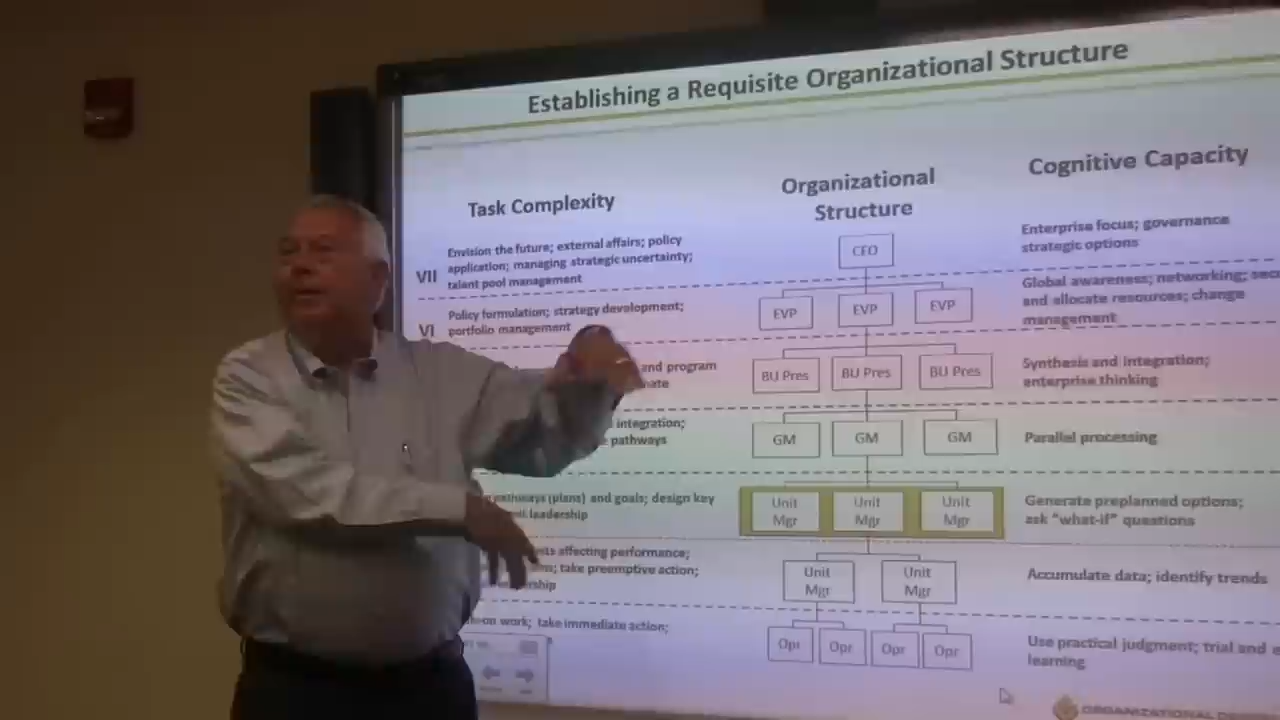 Establishing a Requisite Organizational Structure
Task Complexity
Organizational
Structure
Cognitive Capacity
VII
Envision the future; external affairs; policy
application; managing strategic uncertainty;
talent pool management
CEO
Enterprise focus; governance
strategic options
VI
Policy formulation; strategy development;
portfolio management
EVP
EVP
EVP
Global awareness; networking;
and allocate resources; change
management
and program
BU Pres
BU Pres
BU Pres
Synthesis and integration;
enterprise thinking
integration;
pathways
GM
GM
GM
Parallel processing
pathways (plans) and goals; design key
leadership
Unit
Mgr
Unit
Mgr
Unit
Mgr
Generate preplanned options;
ask "what-if" questions
affecting performance;
take preemptive action;
Unit
Mgr
Unit
Mgr
Accumulate data; identify trends
work; take immediate action;
Opr
Opr
Opr
Opr
Use practical judgment; trial and
learning
ORGANIZATIONAL